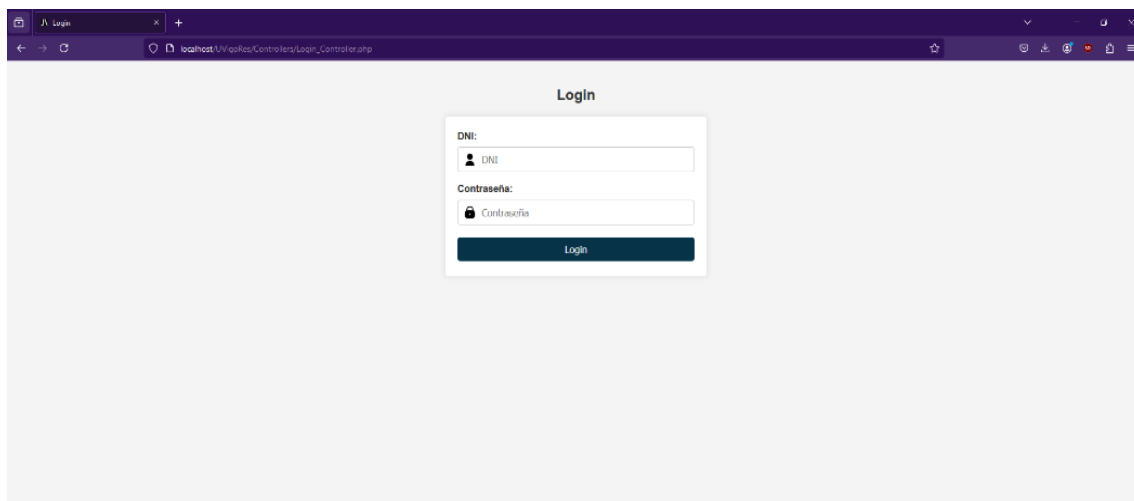 Login
localhost/UVigoRes/Controllers/Login_Controller.php
Login
DNI:
DNI
Contraseña:
Contraseña
Login